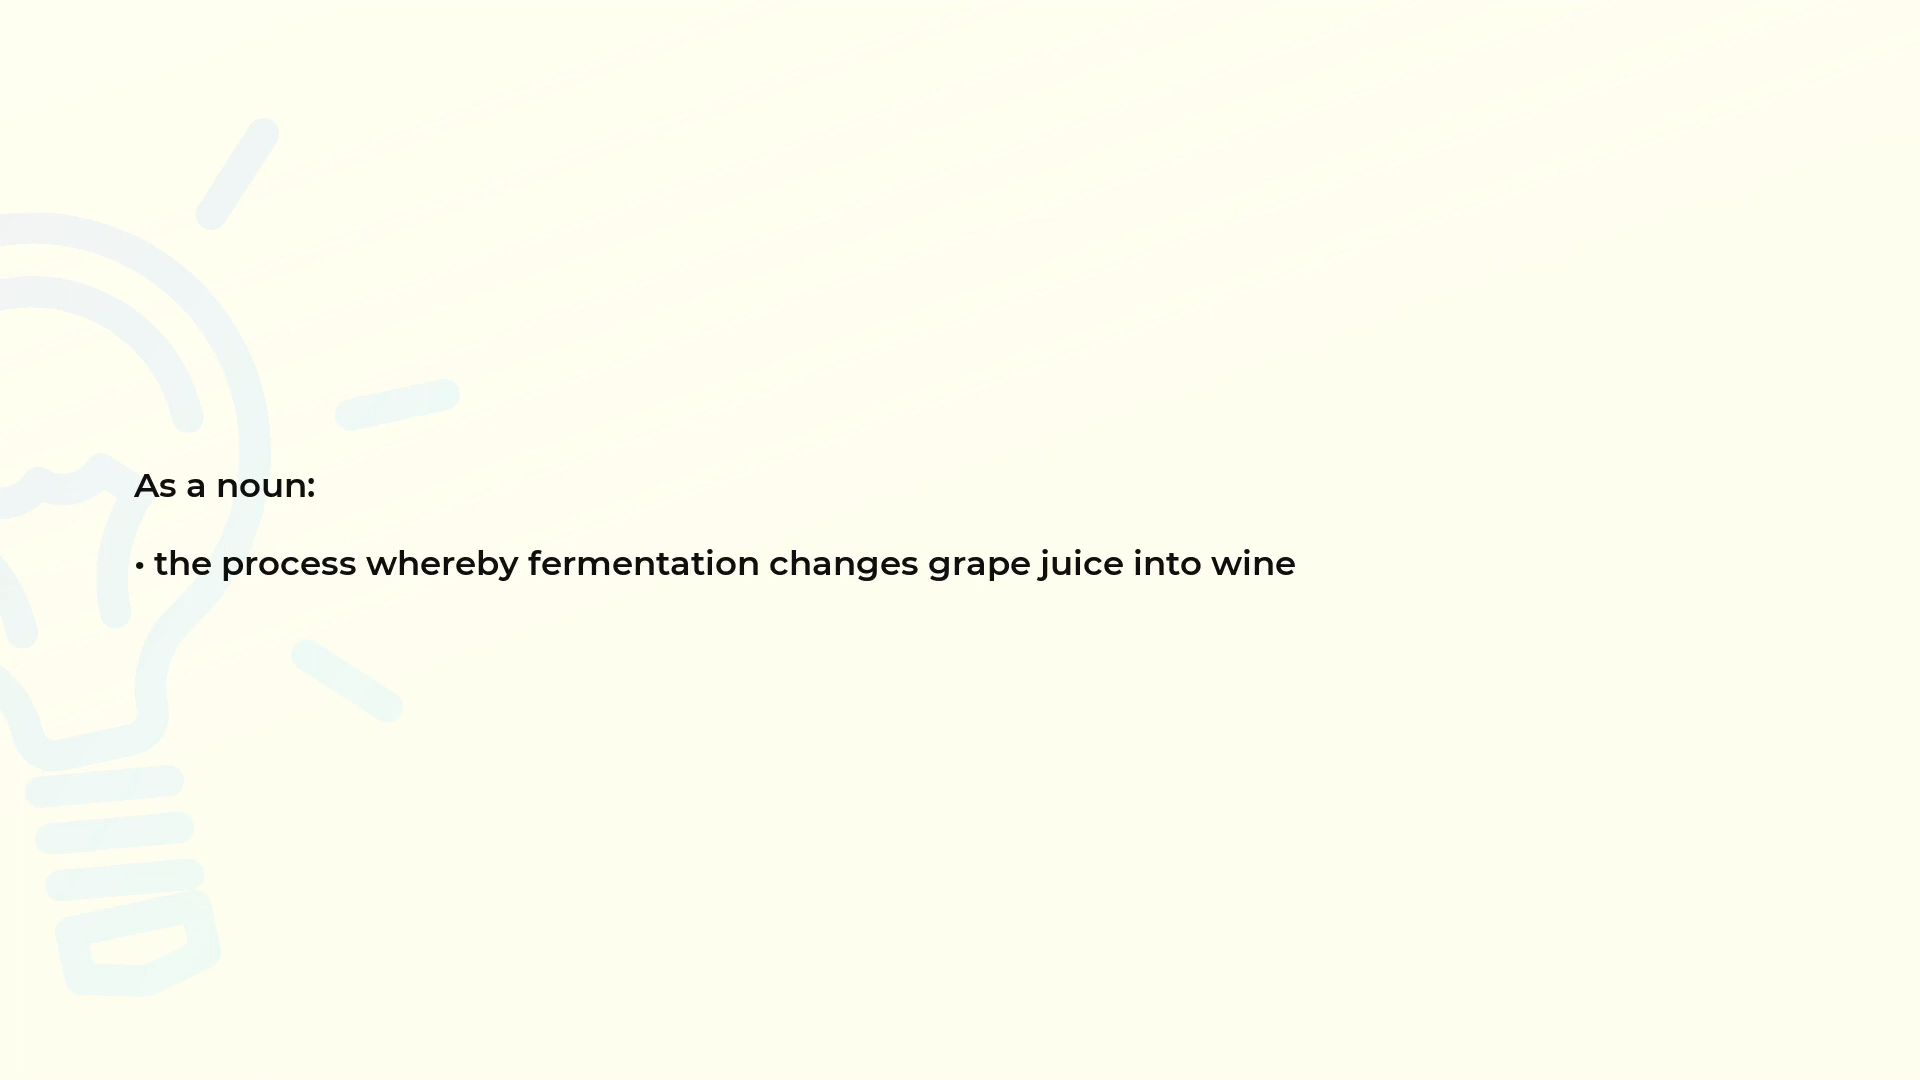 As a noun:
• the process whereby fermentation changes grape juice into wine